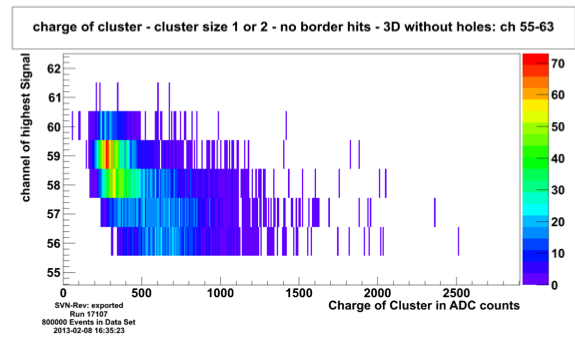 charge of cluster - cluster size 1 or 2 - no border hits - 3D without holes: ch 55-63
channel of highest Signal
62
61
60
59
58
57
56
55
0 500 1000 1500 2000 2500
Charge of Cluster in ADC counts
70
60
50
40
30
20
10
0
SVN-Rev: exported
Run 17107
800000 Events in Data Set
2013-02-08 16:35:23